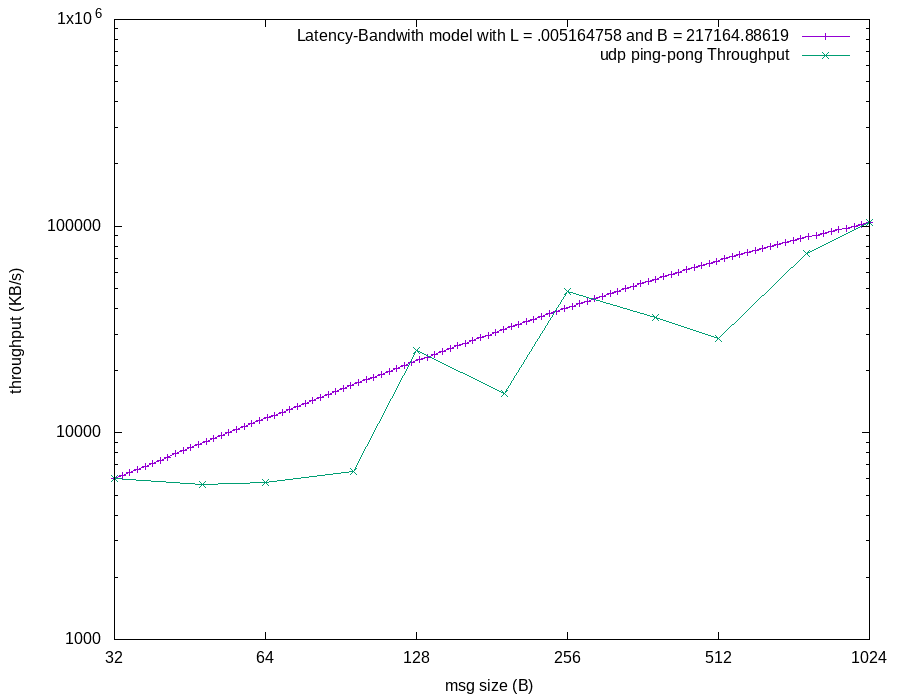 1x10^6
Latency-Bandwith model with L = .005164758 and B = 217164.88619
udp ping-pong Throughput
100000
throughput (KB/s)
10000
1000
32 64 128 256 512 1024
msg size (B)